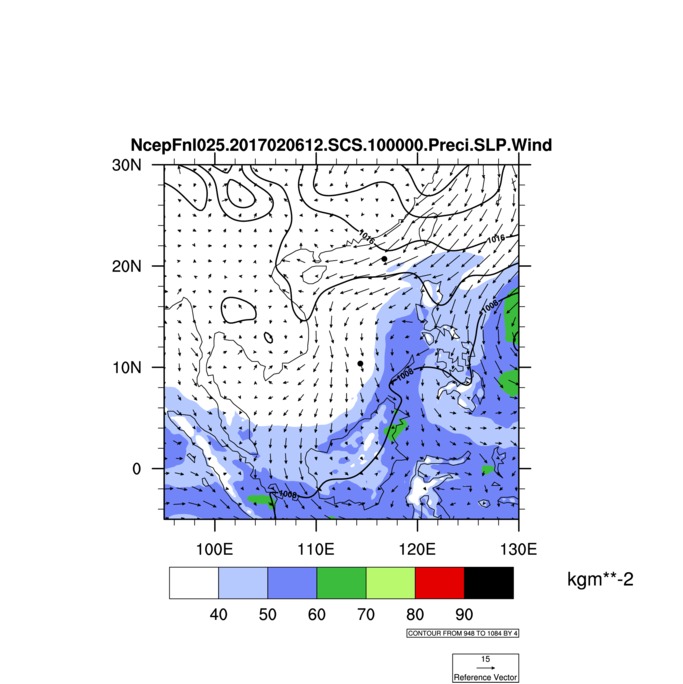 NcepFnl025.2017020612.SCS.100000.Preci.SLP.Wind
30N
1016
1016
20N
1008
10N
1008
0
1008
100E 110E 120E 130E
kgm**-2
40 50 60 70 80 90
CONTOUR FROM 948 TO 1084 BY 4
15
Reference Vector